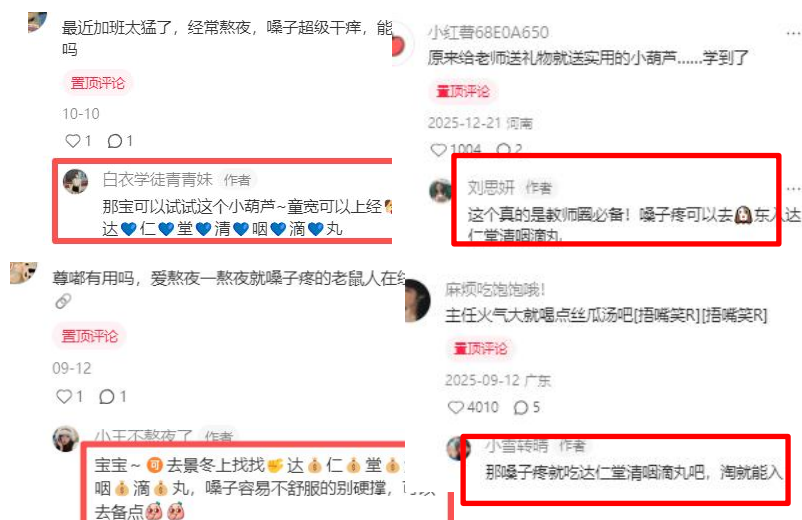 最近加班太猛了，经常熬夜，嗓子超级干痒，能
吗
置顶评论
10-10
1 1
白衣学徒青青妹 作者
那宝可以试试这个小葫芦~童宽可以上经
达💙仁💙堂💙清💙咽💙滴💙丸
尊嘟有用吗，爱熬夜一熬夜就嗓子疼的老鼠人在
置顶评论
09-12
1 1
小王不熬夜了 作者
宝宝~🉑去景冬上找找✊达💰仁💰堂💰
咽💰滴💰丸，嗓子容易不舒服的别硬撑，可以
去备点
小红薯68E0A650
原来给老师送礼物就送实用的小葫芦......学到了
置顶评论
2025-12-21 河南
1004 2
刘思妍 作者
这个真的是教师圈必备！嗓子疼可以去🐶东入达
仁堂清咽滴丸
麻烦吃饱饱哦！
主任火气大就喝点丝瓜汤吧[捂嘴笑R][捂嘴笑R]
置顶评论
2025-09-12 广东
4010 5
小雪转晴 作者
那嗓子疼就吃达仁堂清咽滴丸吧，淘就能入